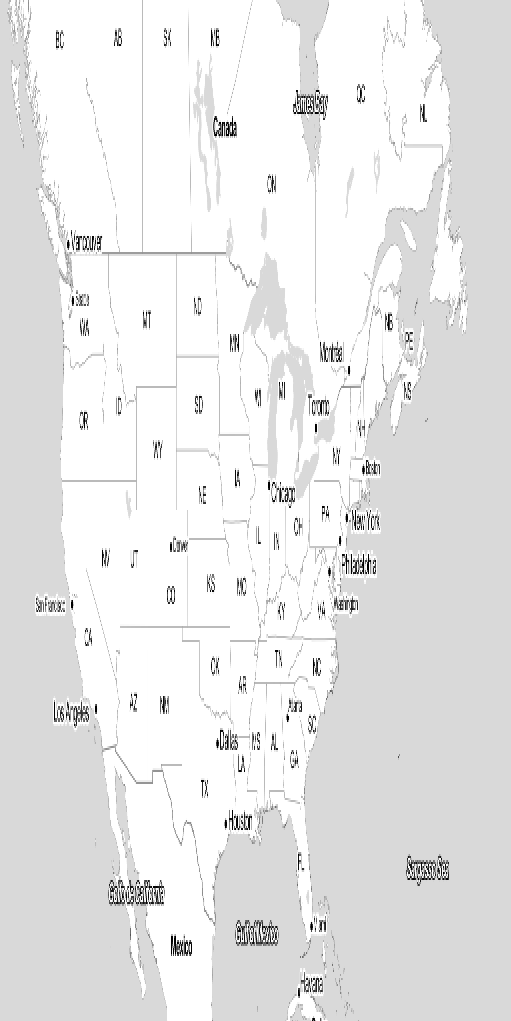 BC
AB
SK
MB
James Bay
QC
NL
Canada
ON
Vancouver
Seattle
WA
MT
ND
MN
NB
PE
Montréal
NS
OR
ID
SD
WI
MI
Toronto
NH
WY
NY
Boston
IA
NE
Chicago
PA
New York
OH
NV
UT
Denver
IL
IN
Philadelphia
CO
KS
MO
San Francisco
KY
VA
Washington
CA
TN
NC
OK
AR
AZ
NM
Los Angeles
Atlanta
SC
Dallas
MS
AL
GA
LA
TX
Houston
FL
Sargasso Sea
Golfo de California
Miami
Gulf of Mexico
Mexico
Havana